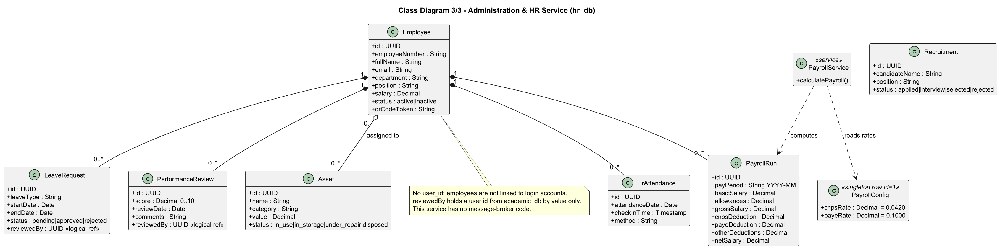 Class Diagram 3/3 - Administration & HR Service (hr_db)
C Employee
+id : UUID
+employeeNumber : String
+fullName : String
+email : String
+department : String
+position : String
+salary : Decimal
+status : active|inactive
+qrCodeToken : String
C «service»
PayrollService
+calculatePayroll()
C Recruitment
+id : UUID
+candidateName : String
+position : String
+status : applied|interview|selected|rejected
1
1
1
1
0..1
assigned to
computes
reads rates
0..*
0..*
0..*
0..*
0..*
C LeaveRequest
+id : UUID
+leaveType : String
+startDate : Date
+endDate : Date
+status : pending|approved|rejected
+reviewedBy : UUID «logical ref»
C PerformanceReview
+id : UUID
+score : Decimal 0..10
+reviewDate : Date
+comments : String
+reviewedBy : UUID «logical ref»
C Asset
+id : UUID
+name : String
+category : String
+value : Decimal
+status : in_use|in_storage|under_repair|disposed
No user_id: employees are not linked to login accounts.
reviewedBy holds a user id from academic_db by value only.
This service has no message-broker code.
C HrAttendance
+id : UUID
+attendanceDate : Date
+checkInTime : Timestamp
+method : String
C PayrollRun
+id : UUID
+payPeriod : String YYYY-MM
+basicSalary : Decimal
+allowances : Decimal
+grossSalary : Decimal
+cnpsDeduction : Decimal
+payeDeduction : Decimal
+otherDeductions : Decimal
+netSalary : Decimal
C «singleton row id=1»
PayrollConfig
+cnpsRate : Decimal = 0.0420
+payeRate : Decimal = 0.1000